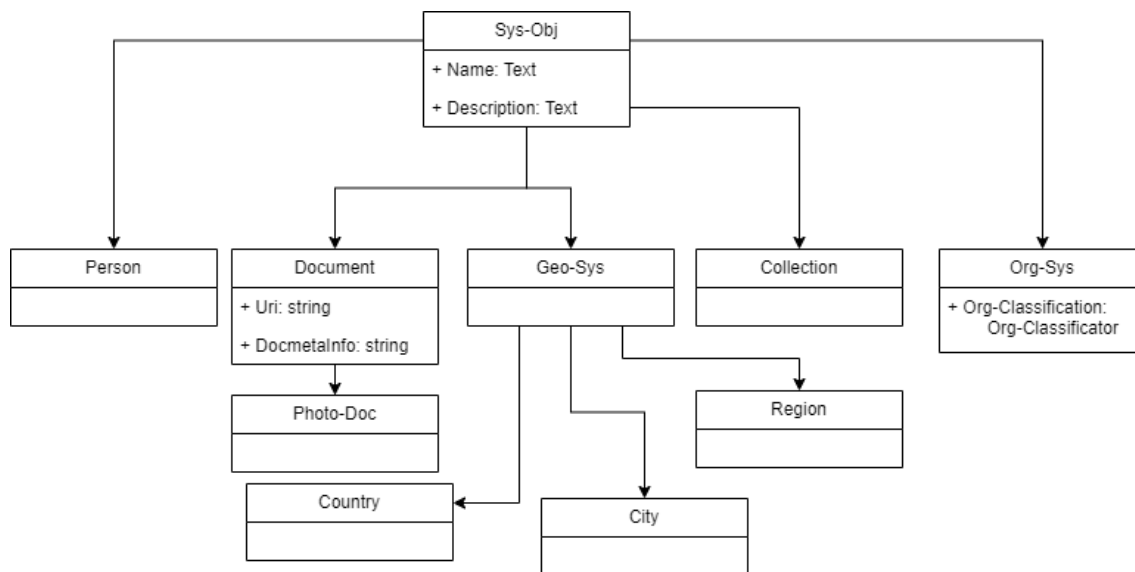 Sys-Obj
+ Name: Text
+ Description: Text
Person
Document
+ Uri: string
+ DocmetaInfo: string
Geo-Sys
Collection
Org-Sys
+ Org-Classification:
Org-Classificator
Photo-Doc
Region
Country
City